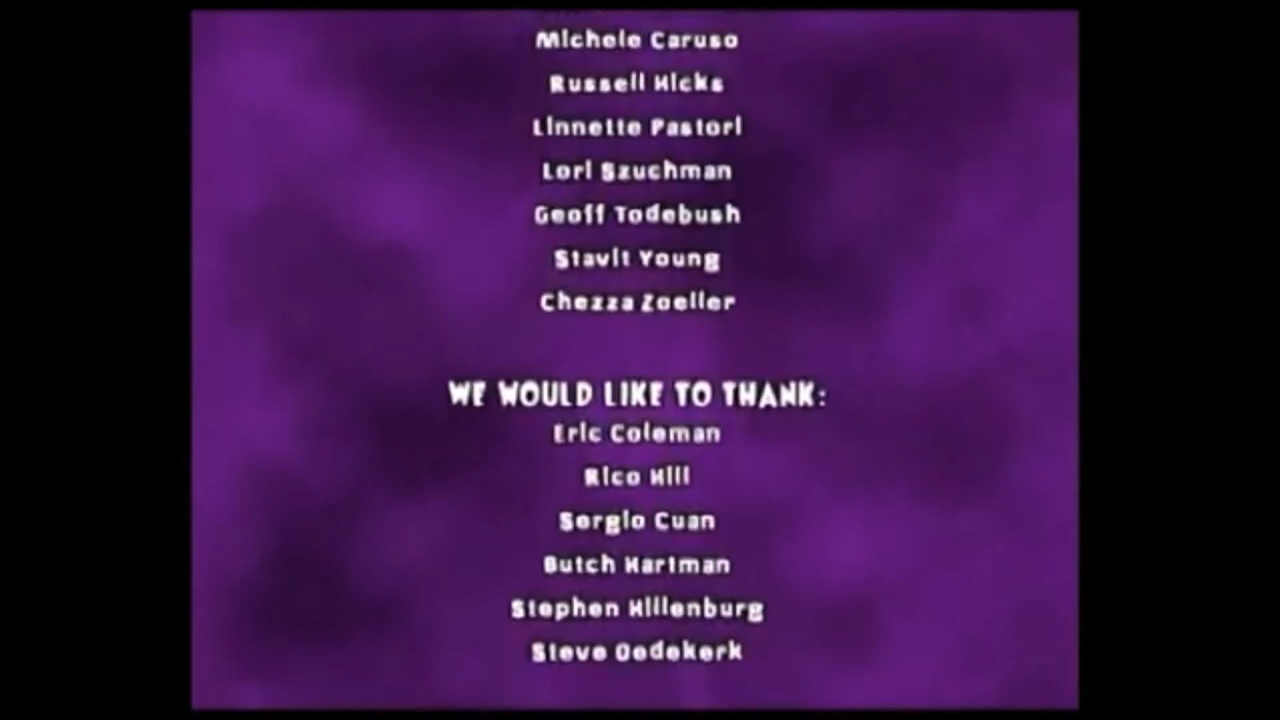 Michele Caruso
Russell Hicks
Linnette Pastori
Lori Szuchman
Geoff Todebush
Stavit Young
Chezza Zoeller
WE WOULD LIKE TO THANK:
Eric Coleman
Rico Hill
Sergio Cuan
Butch Hartman
Stephen Hillenburg
Steve Oedekerk